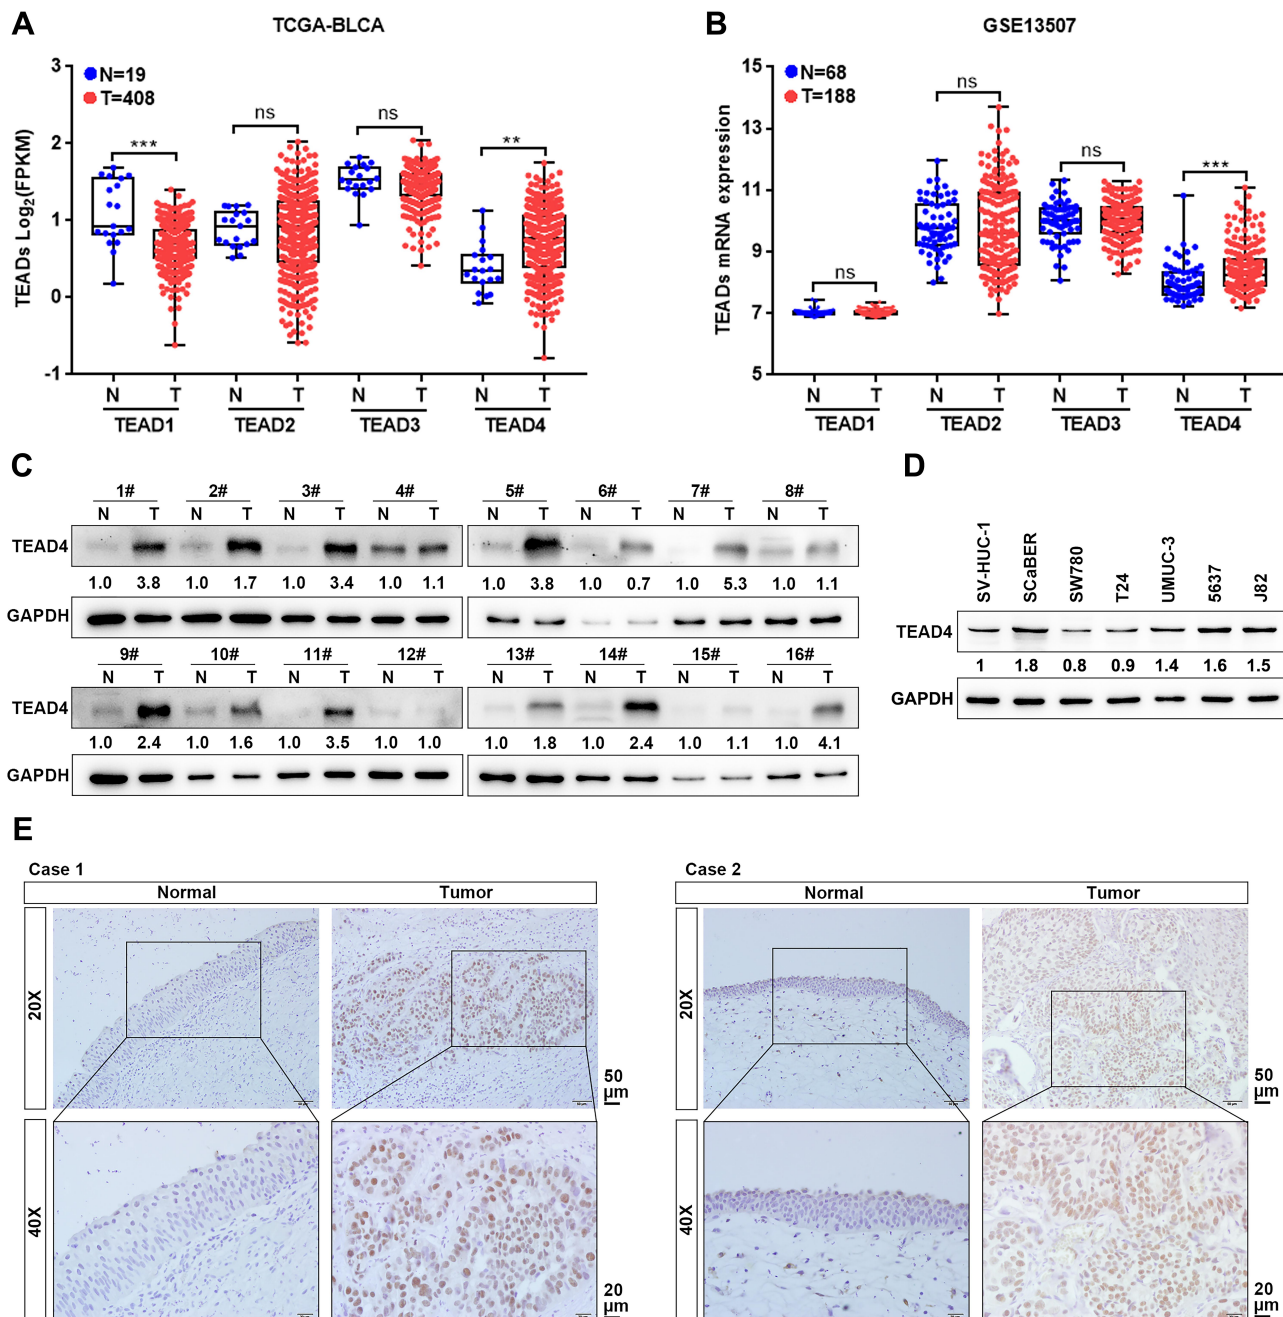 A
TCGA-BLCA
N=19
T=408
TEADs Log2(FPKM)
3
2
1
0
-1
***
ns
ns
**
N T N T N T N T
TEAD1 TEAD2 TEAD3 TEAD4
B
GSE13507
N=68
T=188
TEADs mRNA expression
15
13
11
9
7
5
ns
ns
ns
***
N T N T N T N T
TEAD1 TEAD2 TEAD3 TEAD4
C
1# 2# 3# 4# 5# 6# 7# 8#
N T N T N T N T N T N T N T N T
TEAD4
1.0 3.8 1.0 1.7 1.0 3.4 1.0 1.1 1.0 3.8 1.0 0.7 1.0 5.3 1.0 1.1
GAPDH
9# 10# 11# 12# 13# 14# 15# 16#
N T N T N T N T N T N T N T N T
TEAD4
1.0 2.4 1.0 1.6 1.0 3.5 1.0 1.0 1.0 1.8 1.0 2.4 1.0 1.1 1.0 4.1
GAPDH
D
SV-HUC-1
SCaBER
SW780
T24
UMUC-3
5637
J82
TEAD4
1 1.8 0.8 0.9 1.4 1.6 1.5
GAPDH
E
Case 1
Normal Tumor
20X
50
µm
40X
20
µm
Case 2
Normal Tumor
20X
50
µm
40X
20
µm